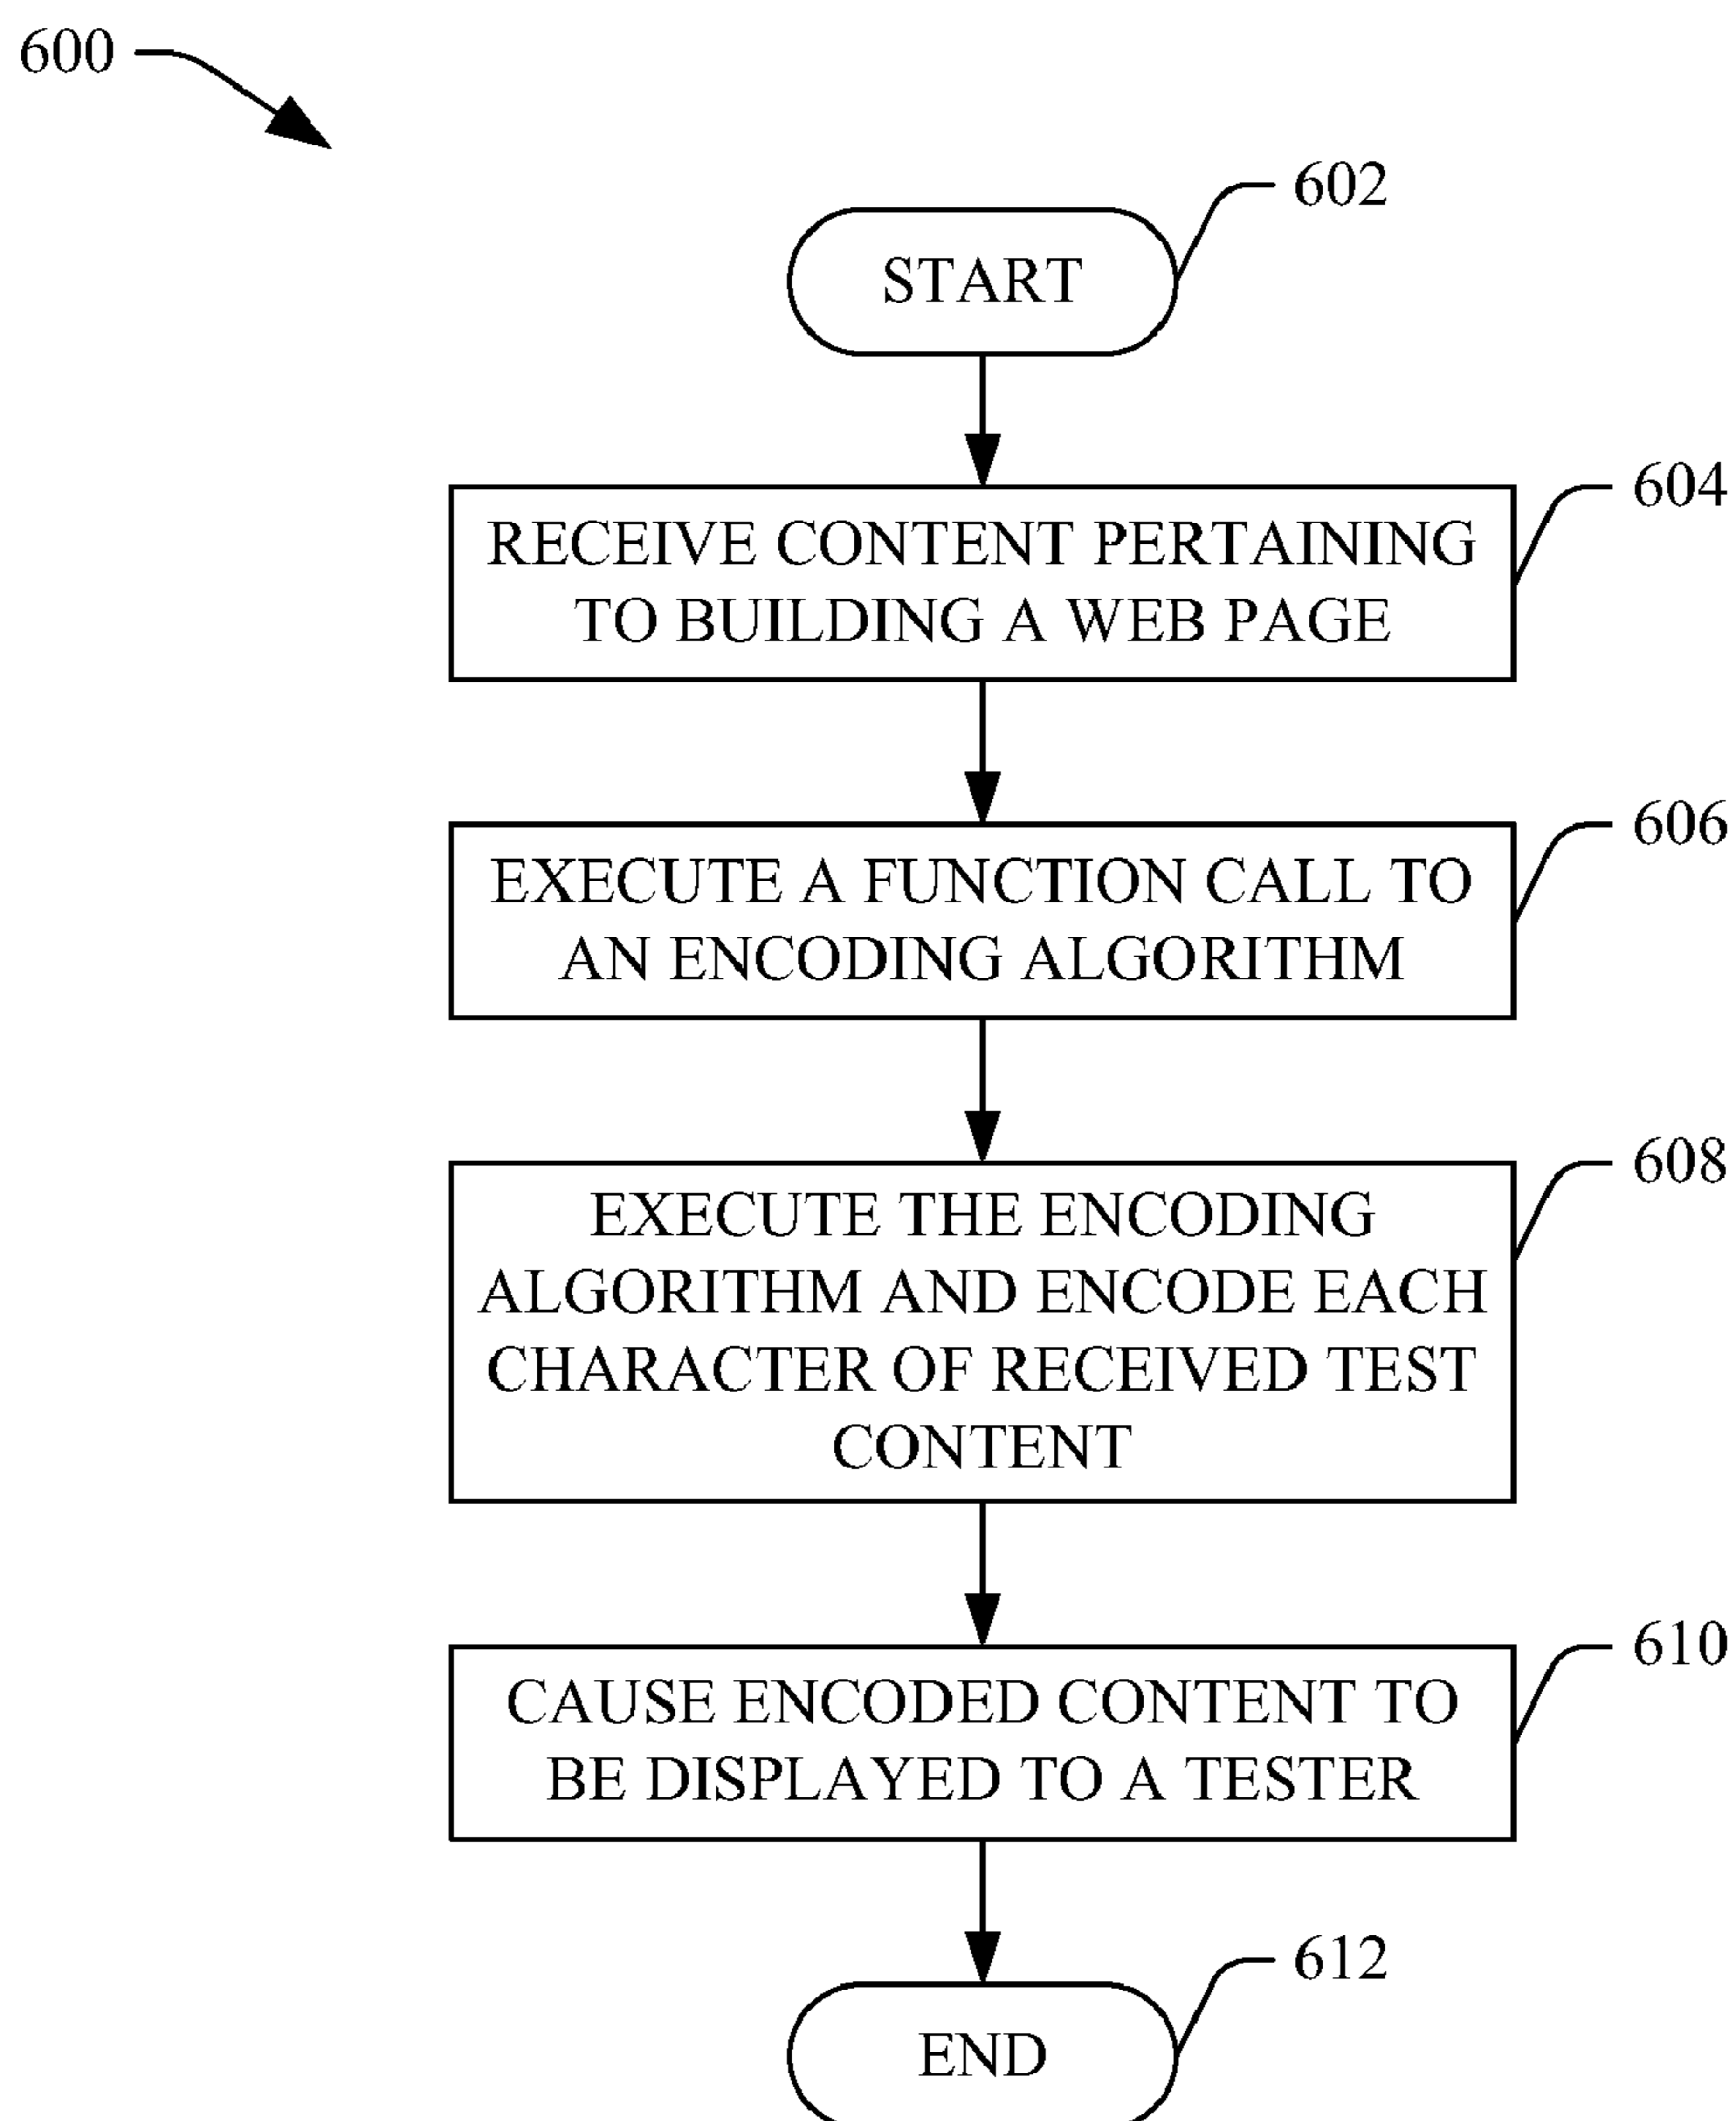 600
602
START
604
RECEIVE CONTENT PERTAINING
TO BUILDING A WEB PAGE
606
EXECUTE A FUNCTION CALL TO
AN ENCODING ALGORITHM
608
EXECUTE THE ENCODING
ALGORITHM AND ENCODE EACH
CHARACTER OF RECEIVED TEST
CONTENT
610
CAUSE ENCODED CONTENT TO
BE DISPLAYED TO A TESTER
612
END